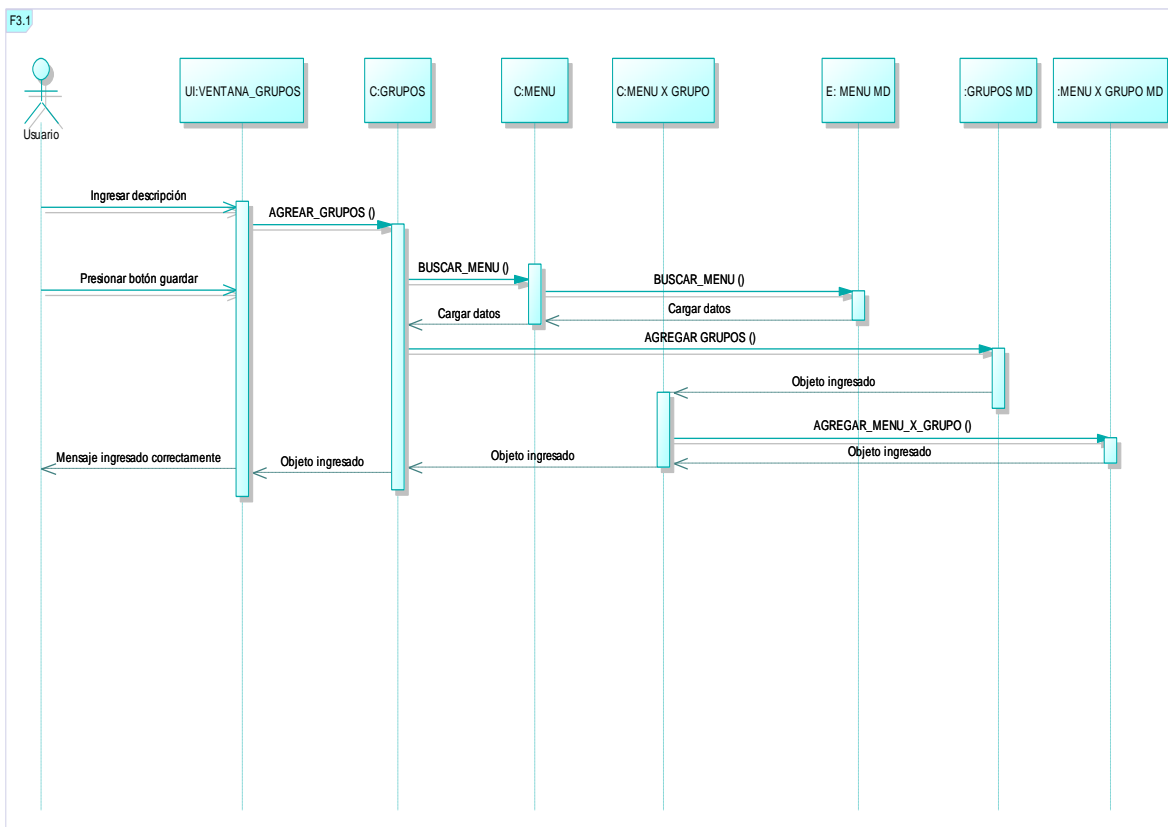 F3.1
Usuario
UI:VENTANA_GRUPOS
C:GRUPOS
C:MENU
C:MENU X GRUPO
E: MENU MD
:GRUPOS MD
:MENU X GRUPO MD
Ingresar descripción
AGREAR_GRUPOS ()
Presionar botón guardar
BUSCAR_MENU ()
BUSCAR_MENU ()
Cargar datos
Cargar datos
AGREGAR GRUPOS ()
Objeto ingresado
AGREGAR_MENU_X_GRUPO ()
Objeto ingresado
Objeto ingresado
Objeto ingresado
Mensaje ingresado correctamente